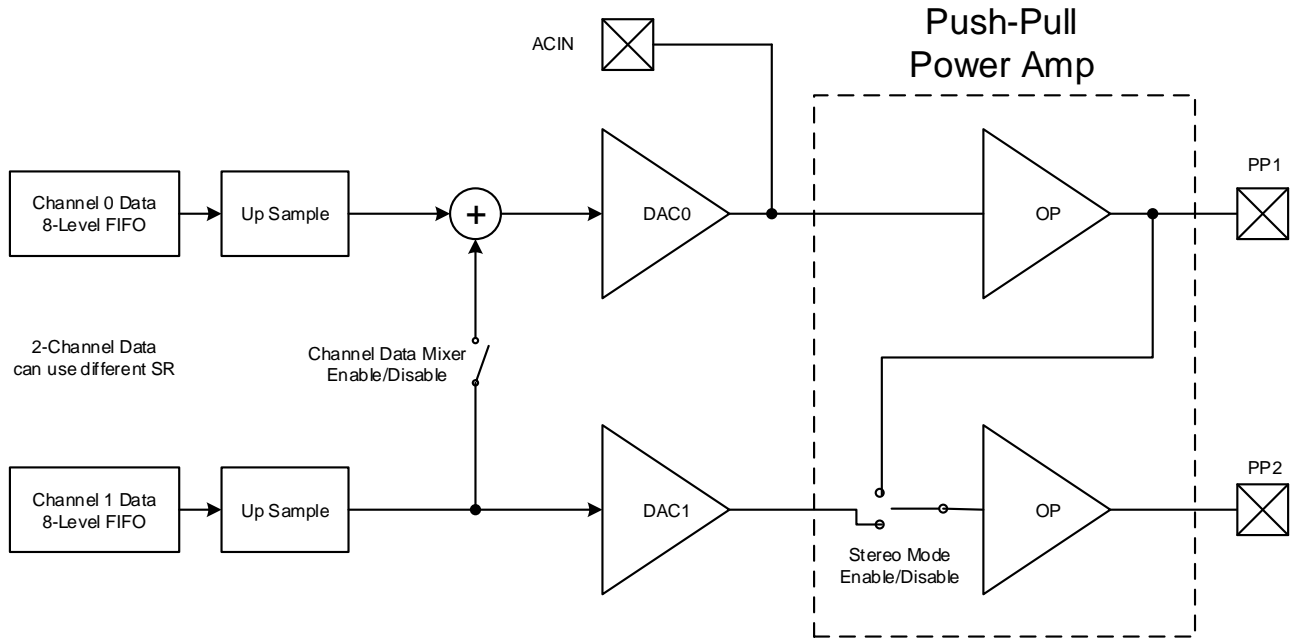 Push-Pull
Power Amp
ACIN
PP1
Channel 0 Data
8-Level FIFO
Up Sample
+
DAC0
OP
2-Channel Data
can use different SR
Channel Data Mixer
Enable/Disable
PP2
Channel 1 Data
8-Level FIFO
Up Sample
DAC1
OP
Stereo Mode
Enable/Disable